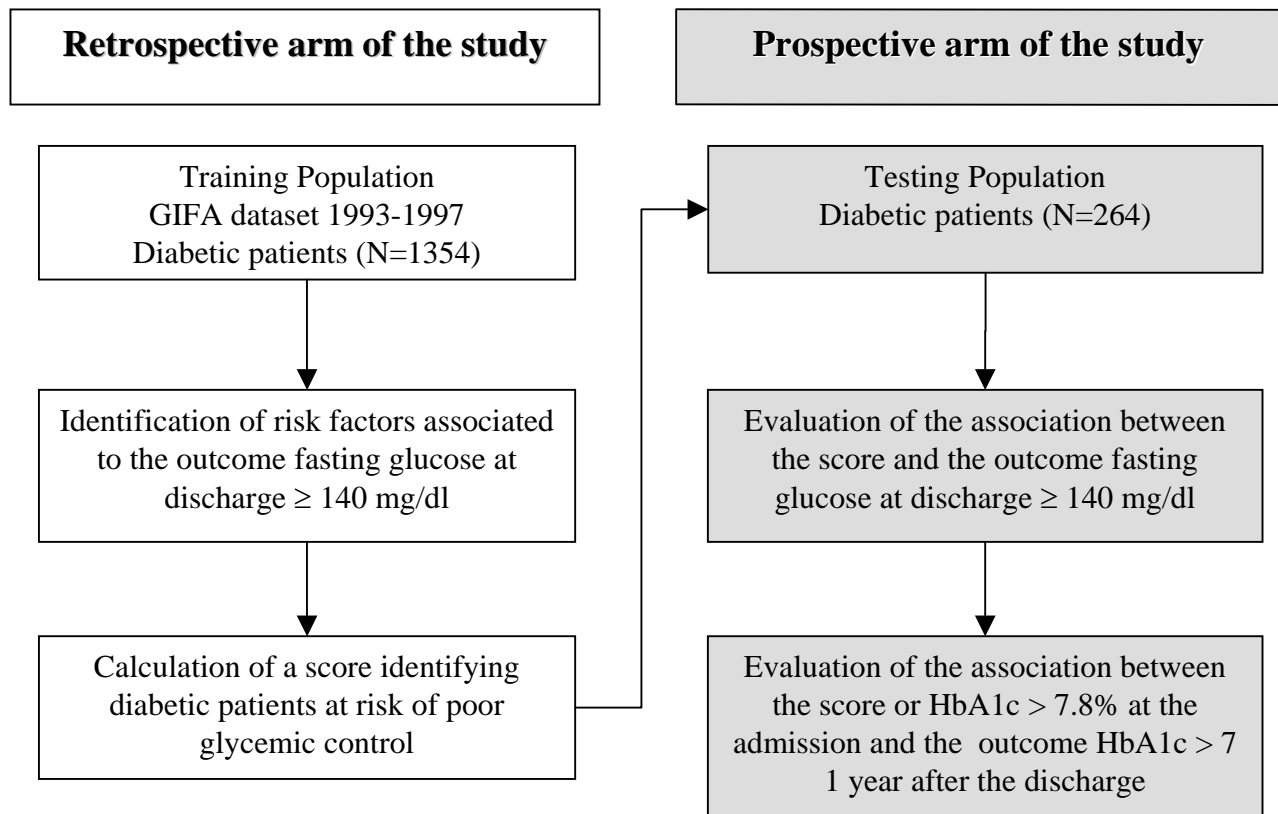 Retrospective arm of the study
Training Population
GIFA dataset 1993-1997
Diabetic patients (N=1354)
Identification of risk factors associated
to the outcome fasting glucose at
discharge ≥ 140 mg/dl
Calculation of a score identifying
diabetic patients at risk of poor
glycemic control
Prospective arm of the study
Testing Population
Diabetic patients (N=264)
Evaluation of the association between
the score and the outcome fasting
glucose at discharge ≥ 140 mg/dl
Evaluation of the association between
the score or HbA1c > 7.8% at the
admission and the outcome HbA1c > 7
1 year after the discharge